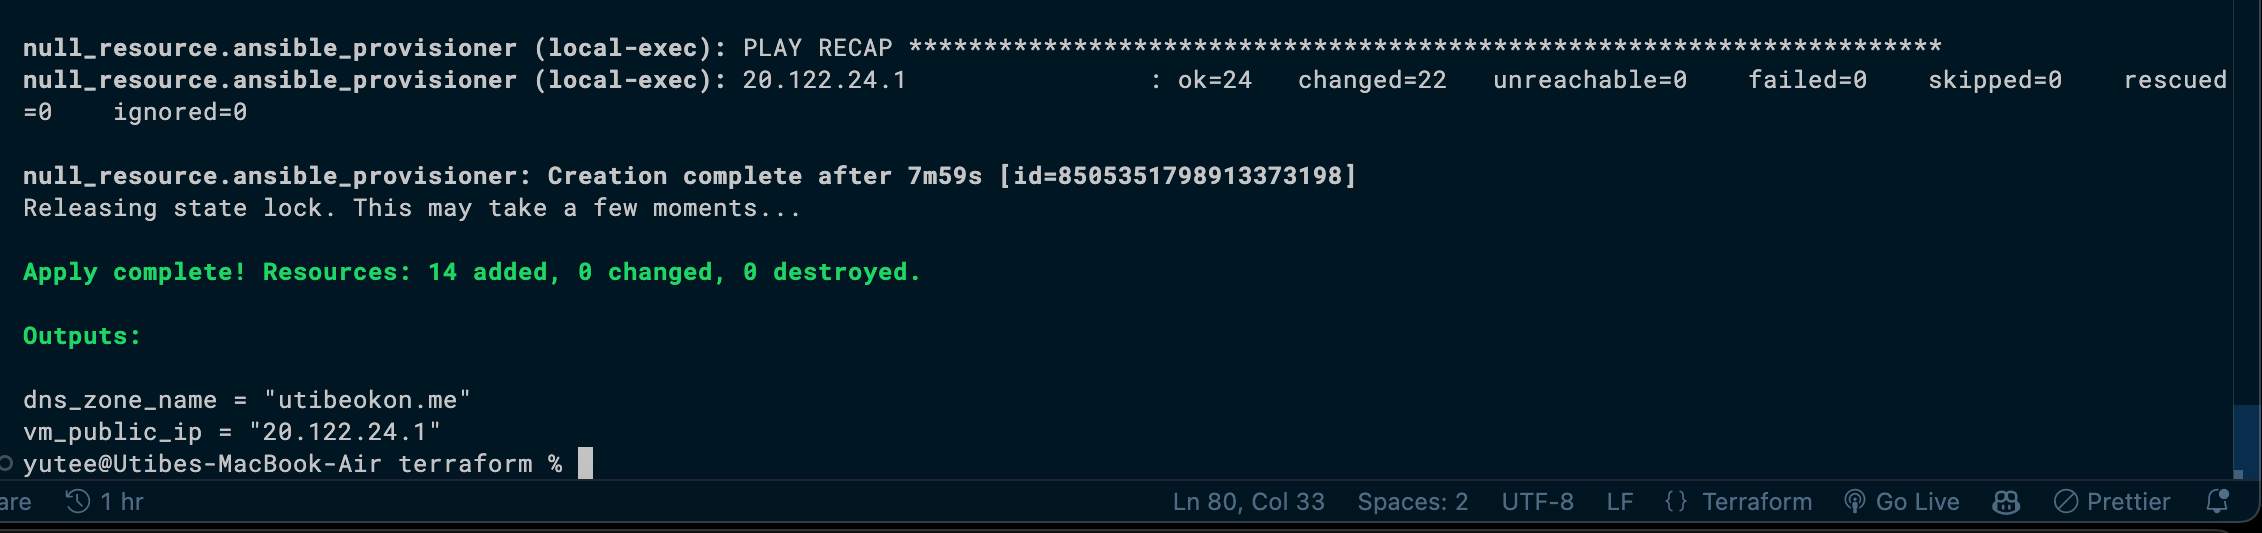 null_resource.ansible_provisioner (local-exec): PLAY RECAP *********************************************************************
null_resource.ansible_provisioner (local-exec): 20.122.24.1                : ok=24   changed=22   unreachable=0    failed=0    skipped=0    rescued
=0    ignored=0
null_resource.ansible_provisioner: Creation complete after 7m59s [id=8505351798913373198]
Releasing state lock. This may take a few moments...
Apply complete! Resources: 14 added, 0 changed, 0 destroyed.
Outputs:
dns_zone_name = "utibeokon.me"
vm_public_ip = "20.122.24.1"
yutee@Utibes-MacBook-Air terraform %
are 1 hr Ln 80, Col 33 Spaces: 2 UTF-8 LF {} Terraform Go Live Prettier